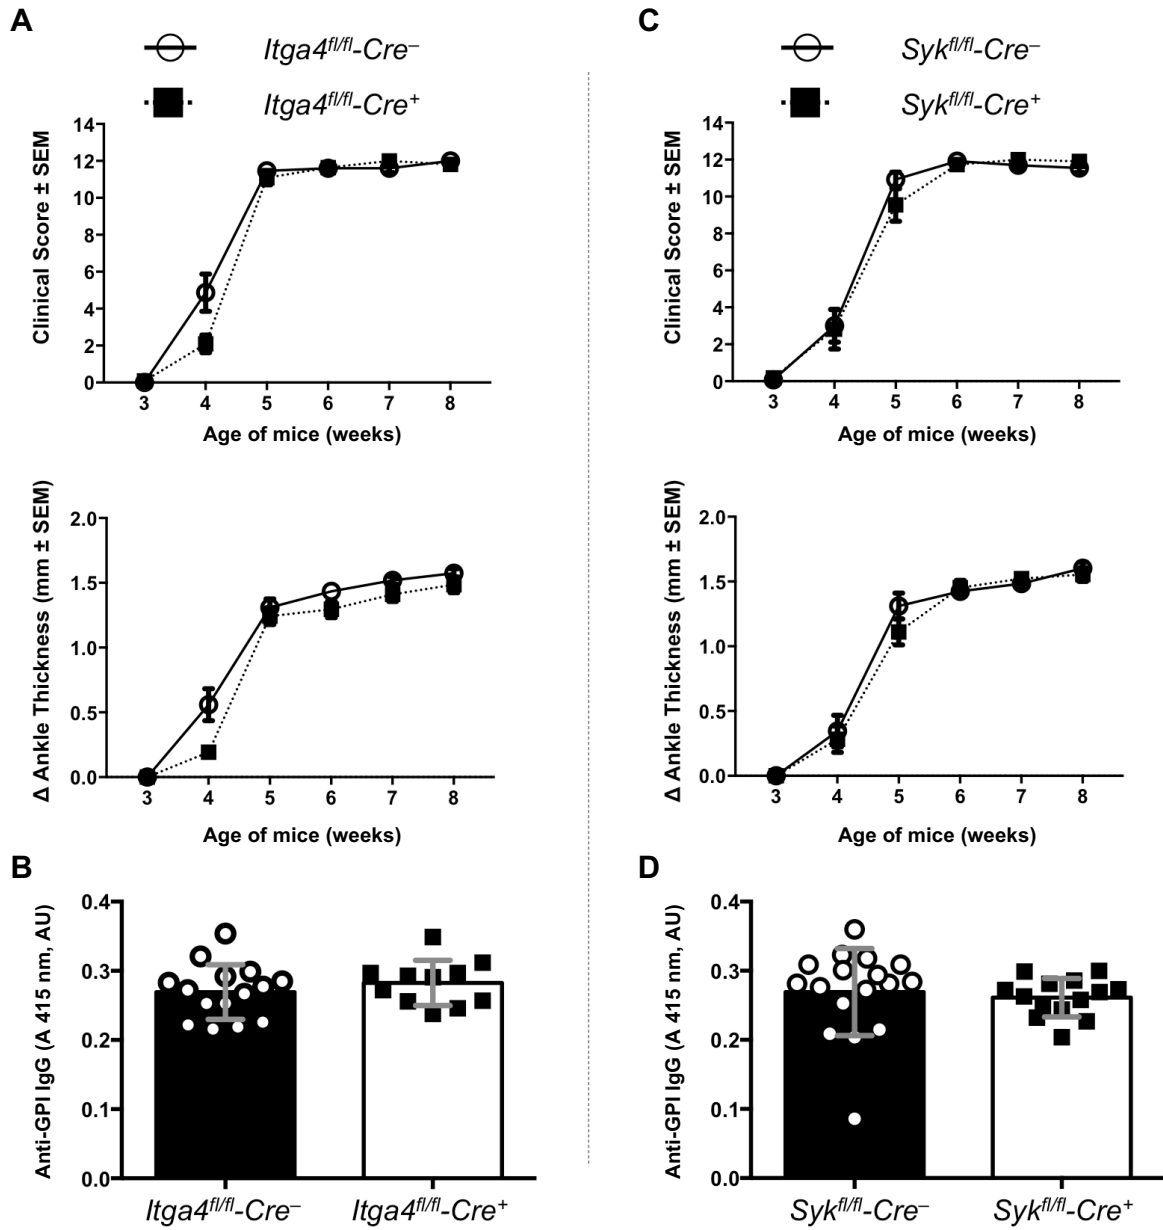 A
Itga4fl/fl-Cre–
Itga4fl/fl-Cre+
Clinical Score ± SEM
14
12
10
8
6
4
2
0
3 4 5 6 7 8
Age of mice (weeks)
Δ Ankle Thickness (mm ± SEM)
2.0
1.5
1.0
0.5
0.0
3 4 5 6 7 8
Age of mice (weeks)
B
Anti-GPI IgG (A 415 nm, AU)
0.4
0.3
0.2
0.1
0.0
Itga4fl/fl-Cre–
Itga4fl/fl-Cre+
C
Sykfl/fl-Cre–
Sykfl/fl-Cre+
Clinical Score ± SEM
14
12
10
8
6
4
2
0
3 4 5 6 7 8
Age of mice (weeks)
Δ Ankle Thickness (mm ± SEM)
2.0
1.5
1.0
0.5
0.0
3 4 5 6 7 8
Age of mice (weeks)
D
Anti-GPI IgG (A 415 nm, AU)
0.4
0.3
0.2
0.1
0.0
Sykfl/fl-Cre–
Sykfl/fl-Cre+